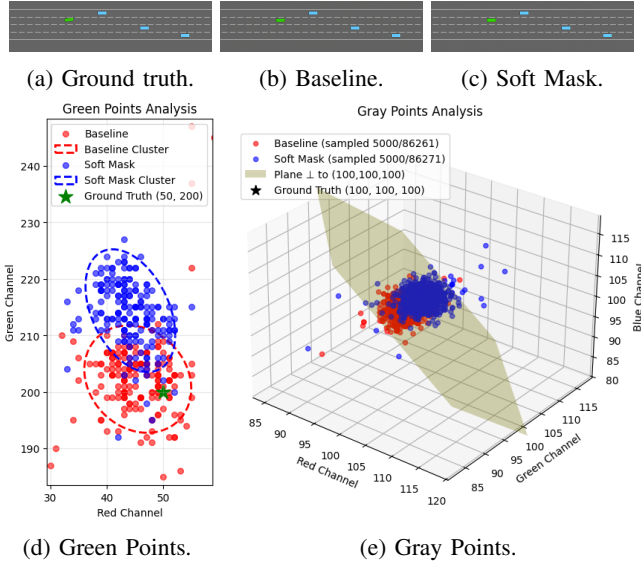 (a) Ground truth.
(b) Baseline.
(c) Soft Mask.
Green Points Analysis
Baseline
Baseline Cluster
Soft Mask
Soft Mask Cluster
Ground Truth (50, 200)
240
230
220
210
200
190
Green Channel
30
40
50
Red Channel
(d) Green Points.
Gray Points Analysis
Baseline (sampled 5000/86261)
Soft Mask (sampled 5000/86271)
Plane ⊥ to (100,100,100)
Ground Truth (100, 100, 100)
115
110
105
100
95
90
85
80
Blue Channel
85
90
95
100
105
110
115
120
Red Channel
85
90
95
100
105
110
115
Green Channel
(e) Gray Points.